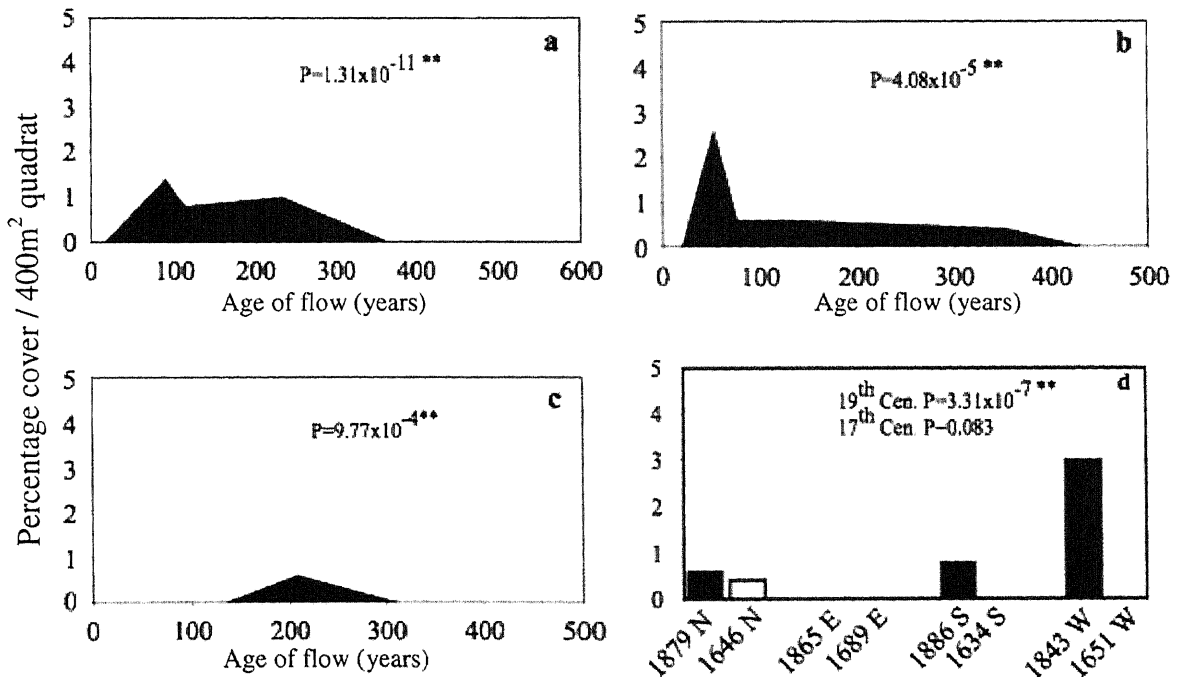 Percentage cover / 400m² quadrat
5 a
4 P=1.31x10⁻¹¹ **
3
2
1
0
0 100 200 300 400 500 600
Age of flow (years)
5 b
4 P=4.08x10⁻⁵ **
3
2
1
0
0 100 200 300 400 500
Age of flow (years)
5 c
4 P=9.77x10⁻⁴**
3
2
1
0
0 100 200 300 400 500
Age of flow (years)
5 d
19th Cen. P=3.31x10⁻⁷ **
4 17th Cen. P=0.083
3
2
1
0
1879 N 1646 N 1865 E 1689 E 1886 S 1634 S 1843 W 1651 W